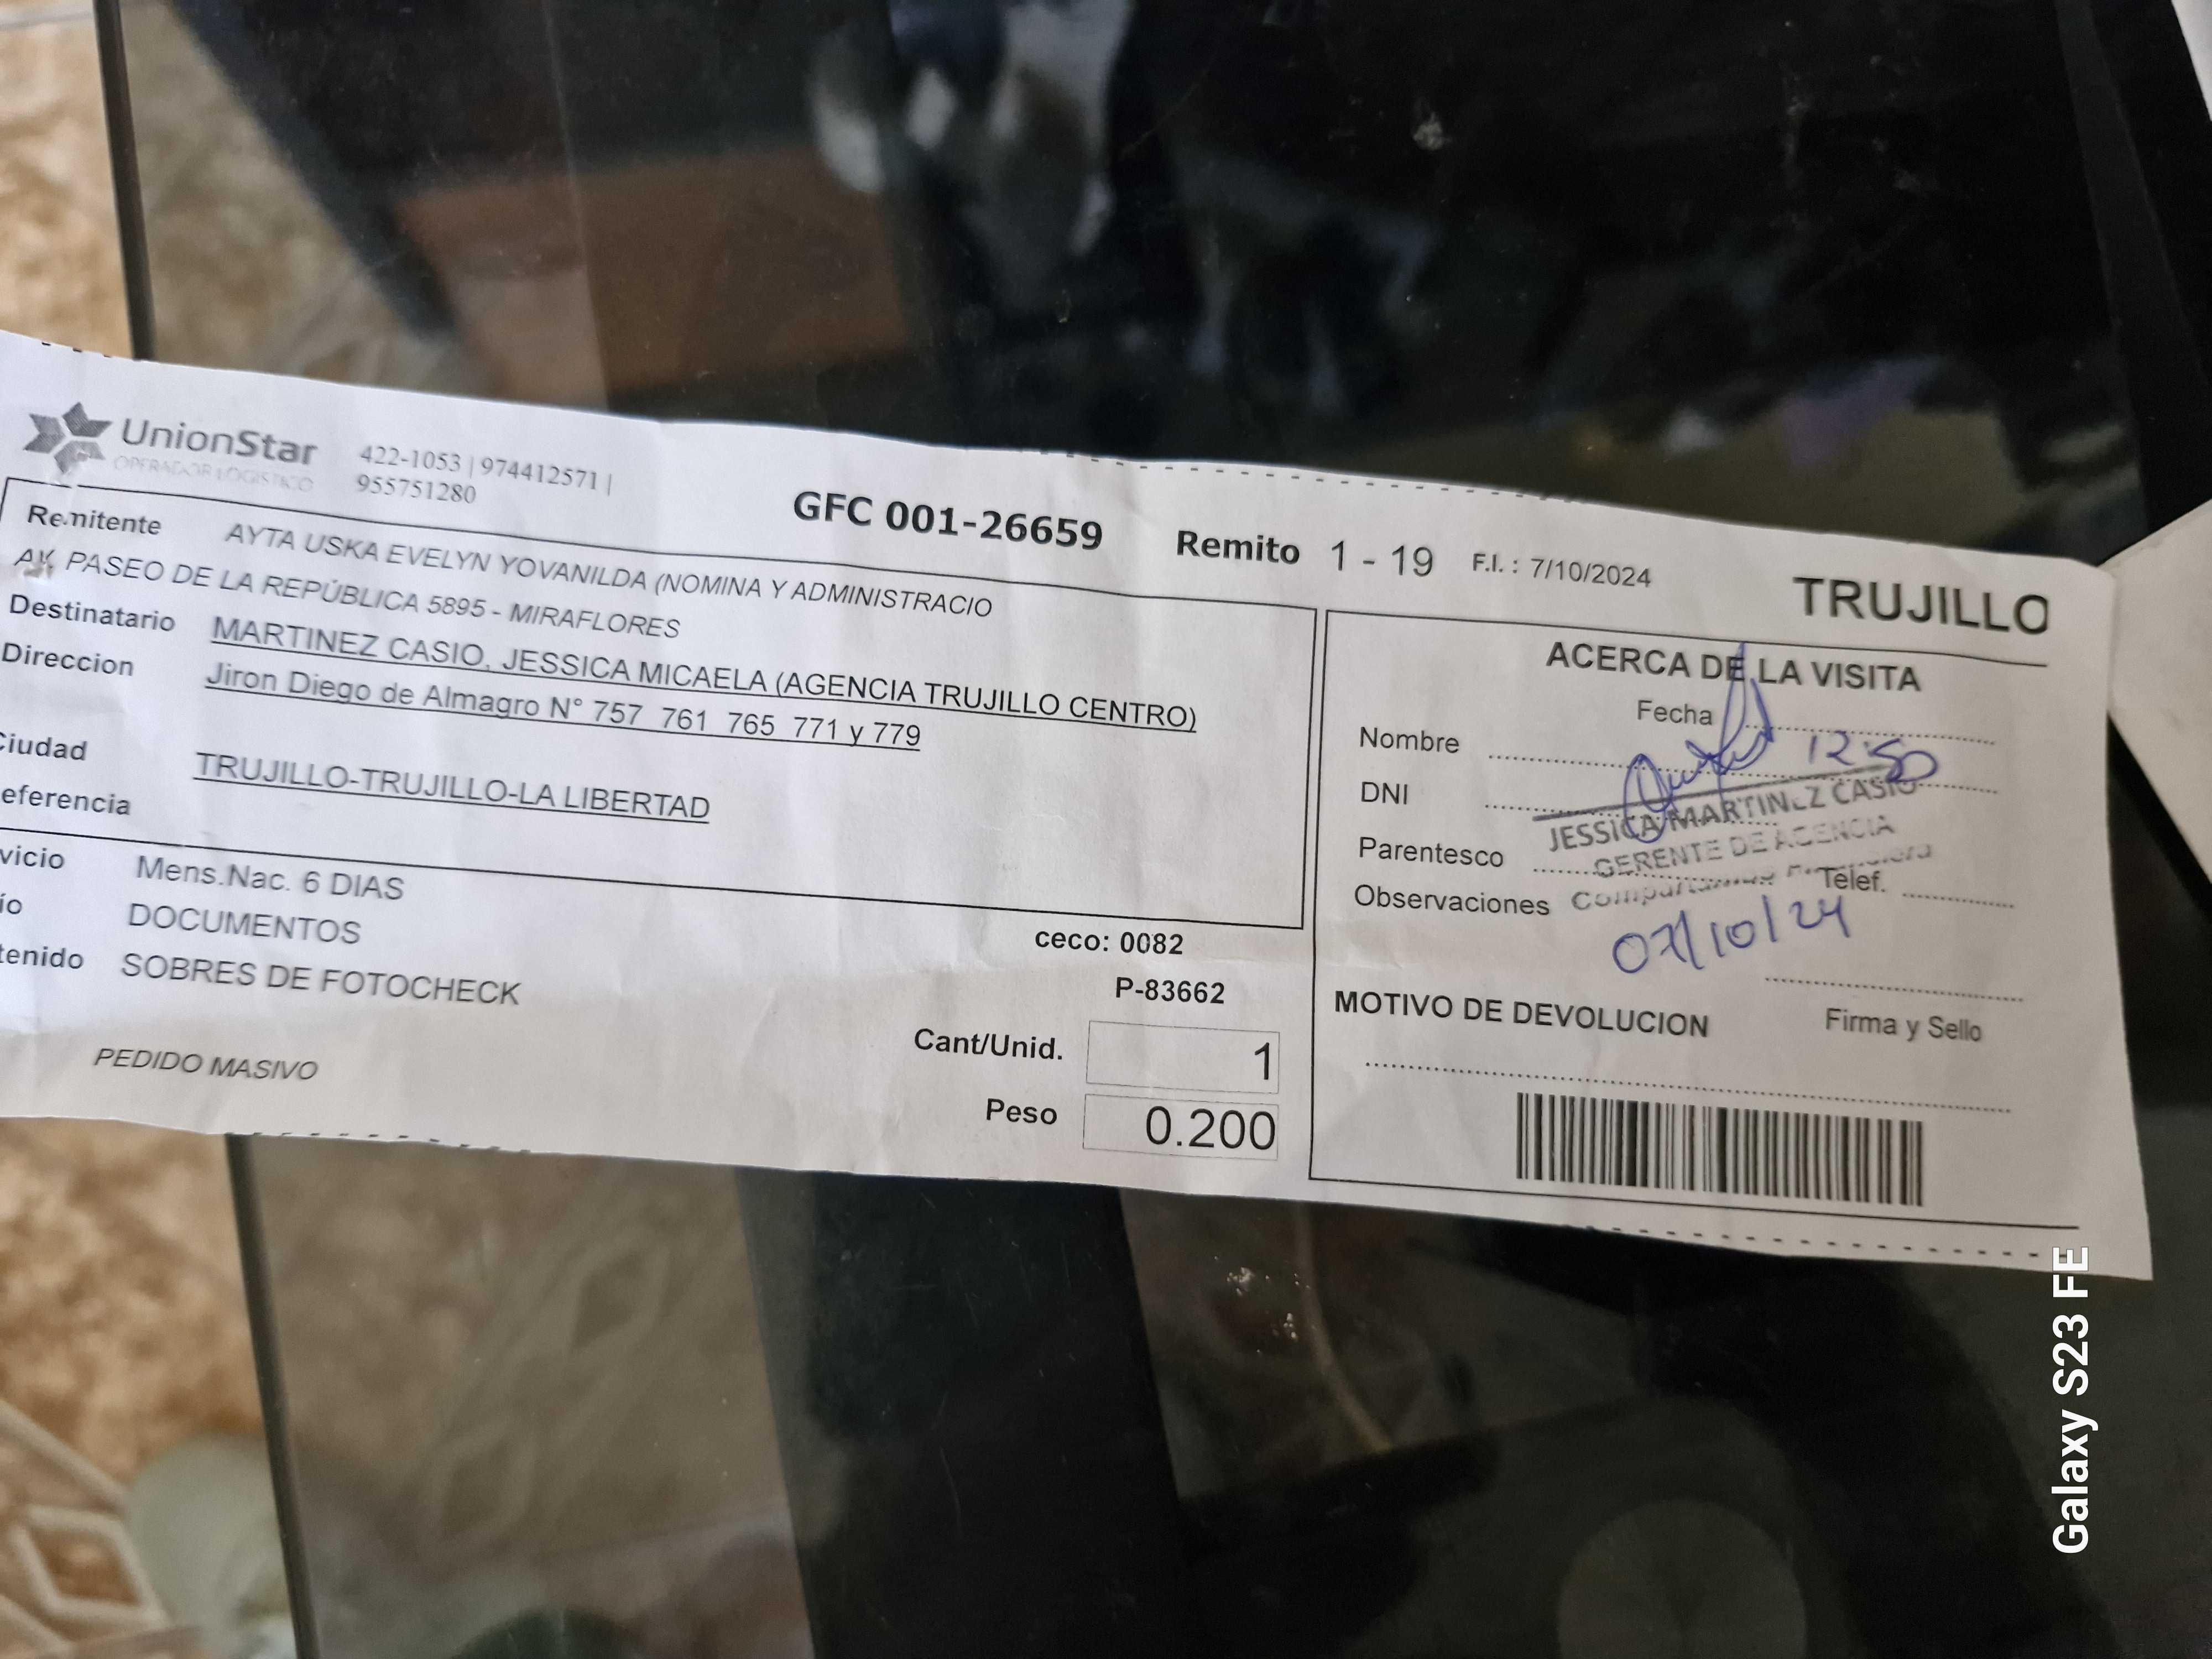 UnionStar
OPERADOR LOGISTICO
422-1053 | 974412571 |
955751280
GFC 001-26659
Remito 1 - 19
F.I. : 7/10/2024
TRUJILLO
Remitente AYTA USKA EVELYN YOVANILDA (NOMINA Y ADMINISTRACIO
PASEO DE LA REPÚBLICA 5895 - MIRAFLORES
Destinatario MARTINEZ CASIO, JESSICA MICAELA (AGENCIA TRUJILLO CENTRO)
Direccion Jiron Diego de Almagro N° 757 761 765 771 y 779
Ciudad TRUJILLO-TRUJILLO-LA LIBERTAD
eferencia
vicio Mens.Nac. 6 DIAS
ío DOCUMENTOS
tenido SOBRES DE FOTOCHECK
ceco: 0082
P-83662
Cant/Unid. 1
Peso 0.200
PEDIDO MASIVO
ACERCA DE LA VISITA
Fecha
Nombre
12:50
DNI
JESSICA MARTINEZ CASIO
GERENTE DE AGENCIA
Parentesco
Telef.
Observaciones
07/10/24
Firma y Sello
MOTIVO DE DEVOLUCION
Galaxy S23 FE